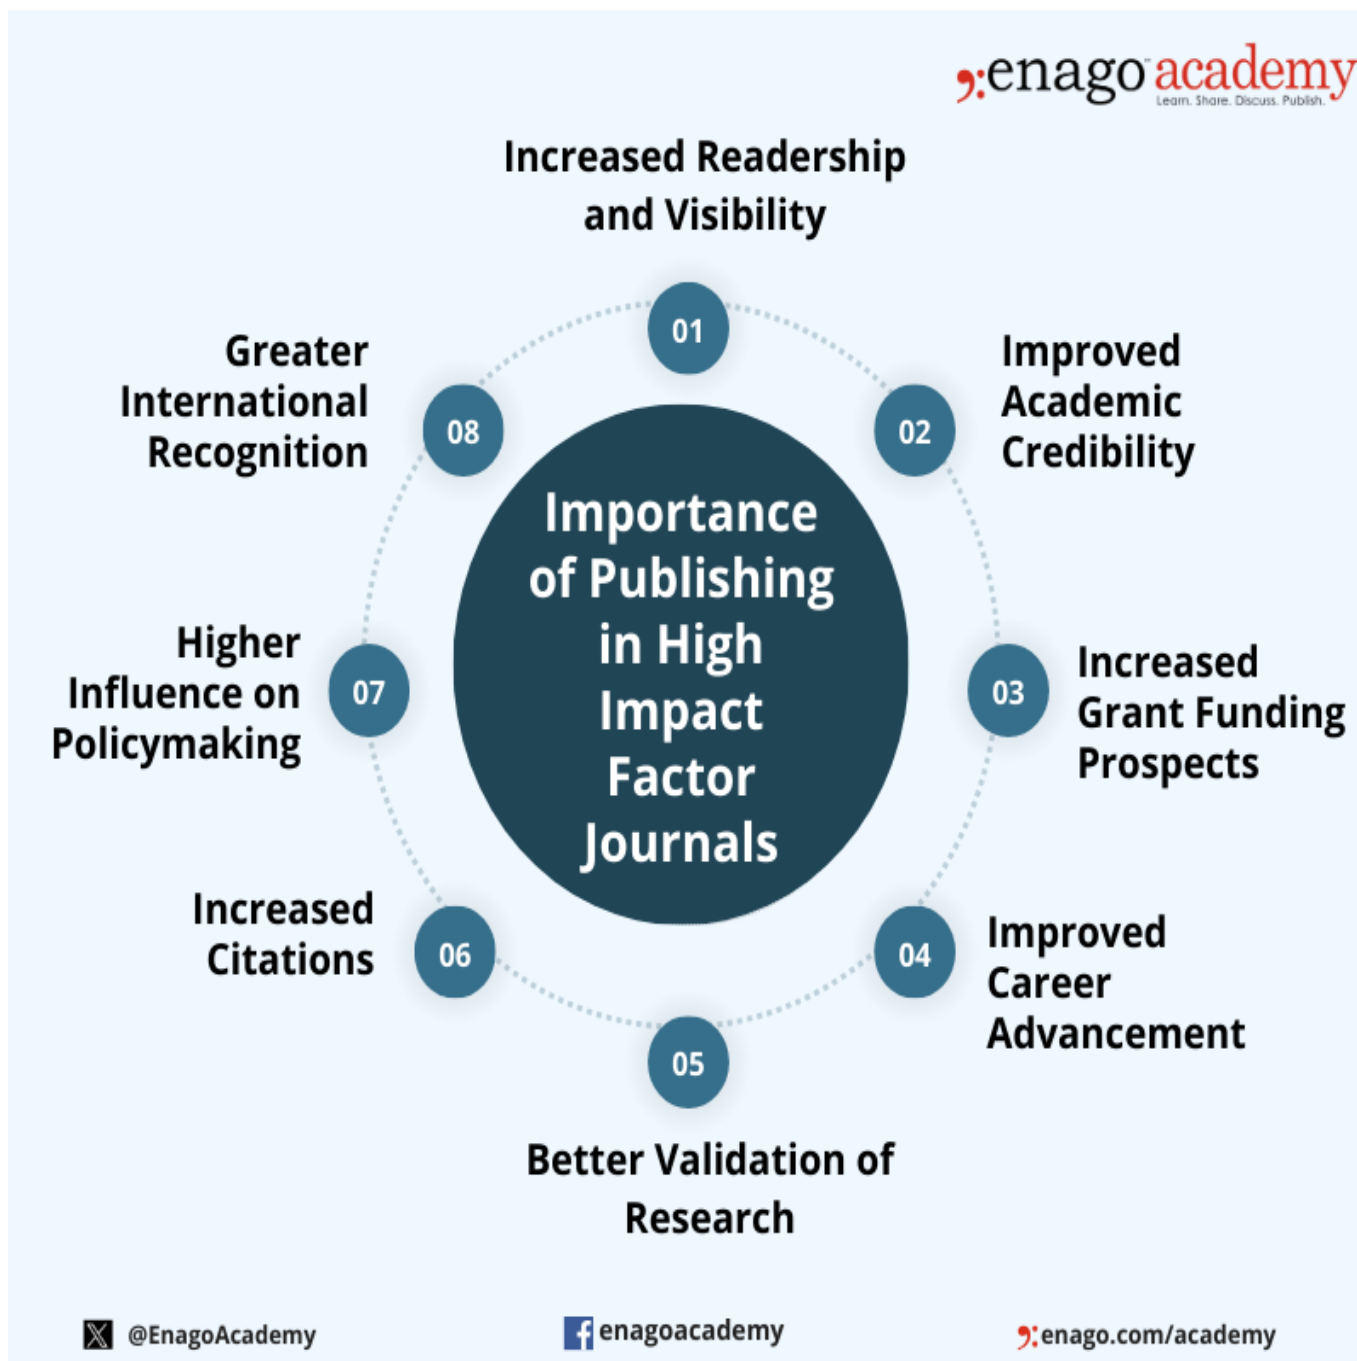 enago academy
Learn. Share. Discuss. Publish.
Increased Readership
and Visibility
01
Improved
Academic
Credibility
02
Increased
Grant Funding
Prospects
03
Improved
Career
Advancement
04
Better Validation of
Research
05
Increased
Citations
06
Higher
Influence on
Policymaking
07
Greater
International
Recognition
08
Importance
of Publishing
in High
Impact
Factor
Journals
@EnagoAcademy
enagoacademy
enago.com/academy